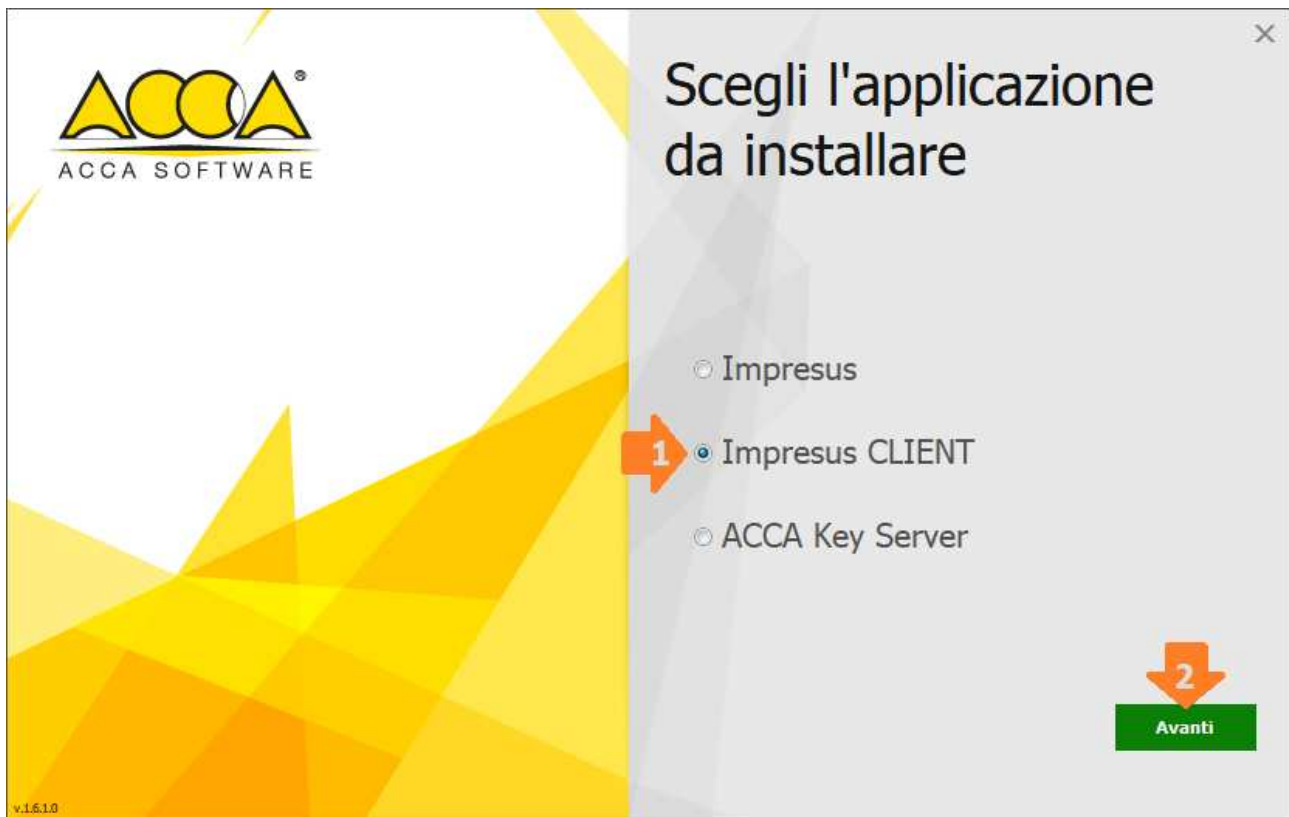 ACCA®
ACCA SOFTWARE
Scegli l'applicazione
da installare
Impresus
1
Impresus CLIENT
ACCA Key Server
2
Avanti
v.1.6.1.0